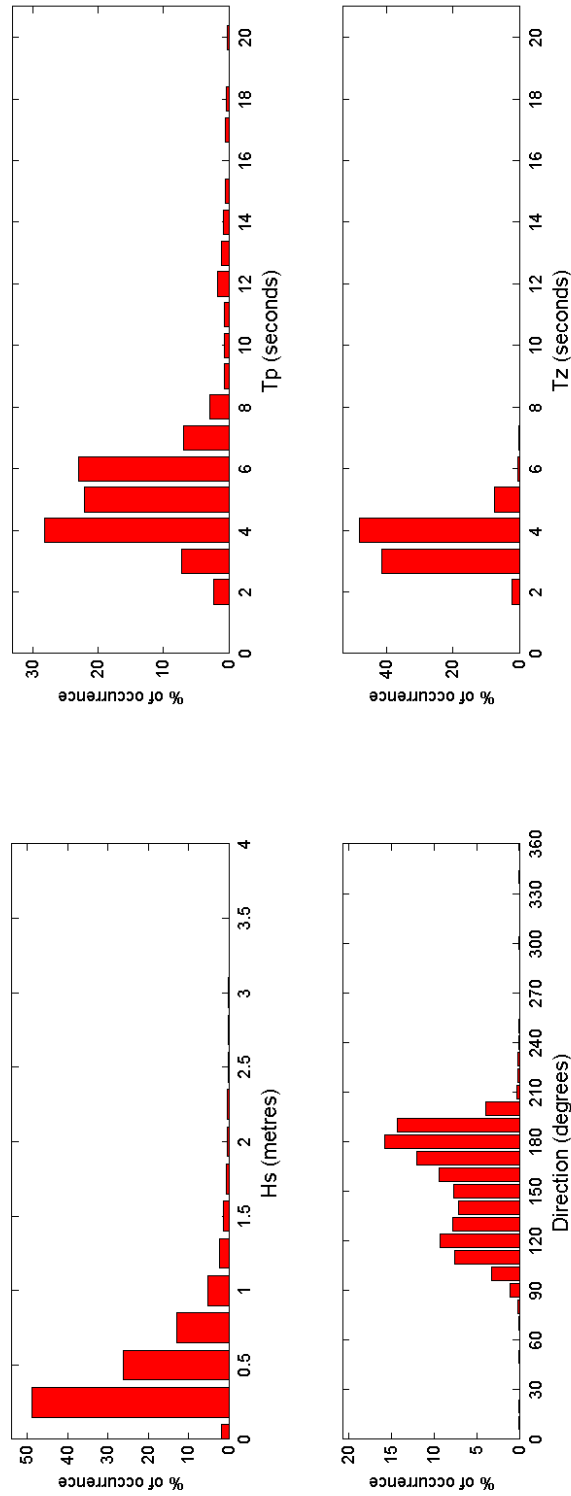 % of occurrence
50
40
30
20
10
0
0 0.5 1 1.5 2 2.5 3 3.5 4
Hs (metres)
% of occurrence
30
20
10
0
0 2 4 6 8 10 12 14 16 18 20
Tp (seconds)
% of occurrence
20
15
10
5
0
0 30 60 90 120 150 180 210 240 270 300 330 360
Direction (degrees)
% of occurrence
40
20
0
0 2 4 6 8 10 12 14 16 18 20
Tz (seconds)